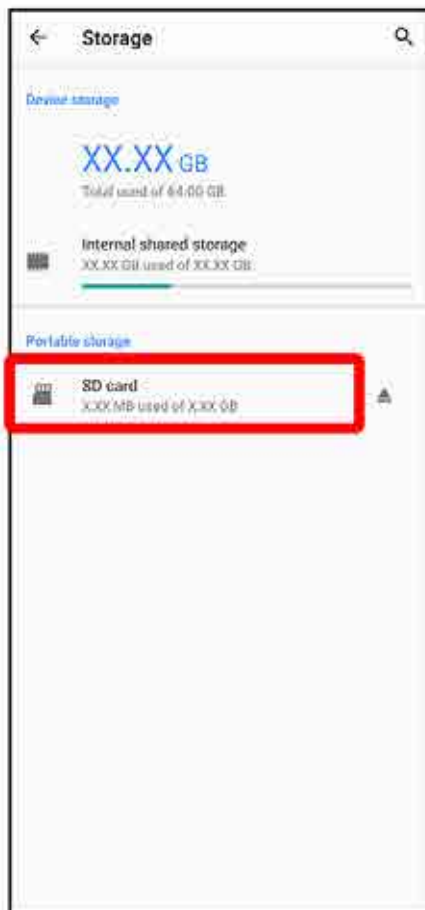 Storage
Device storage
XX.XX GB
Total used of 64.00 GB
Internal shared storage
XX.XX GB used of XX.XX GB
Portable storage
SD card
X.XX MB used of X.XX GB